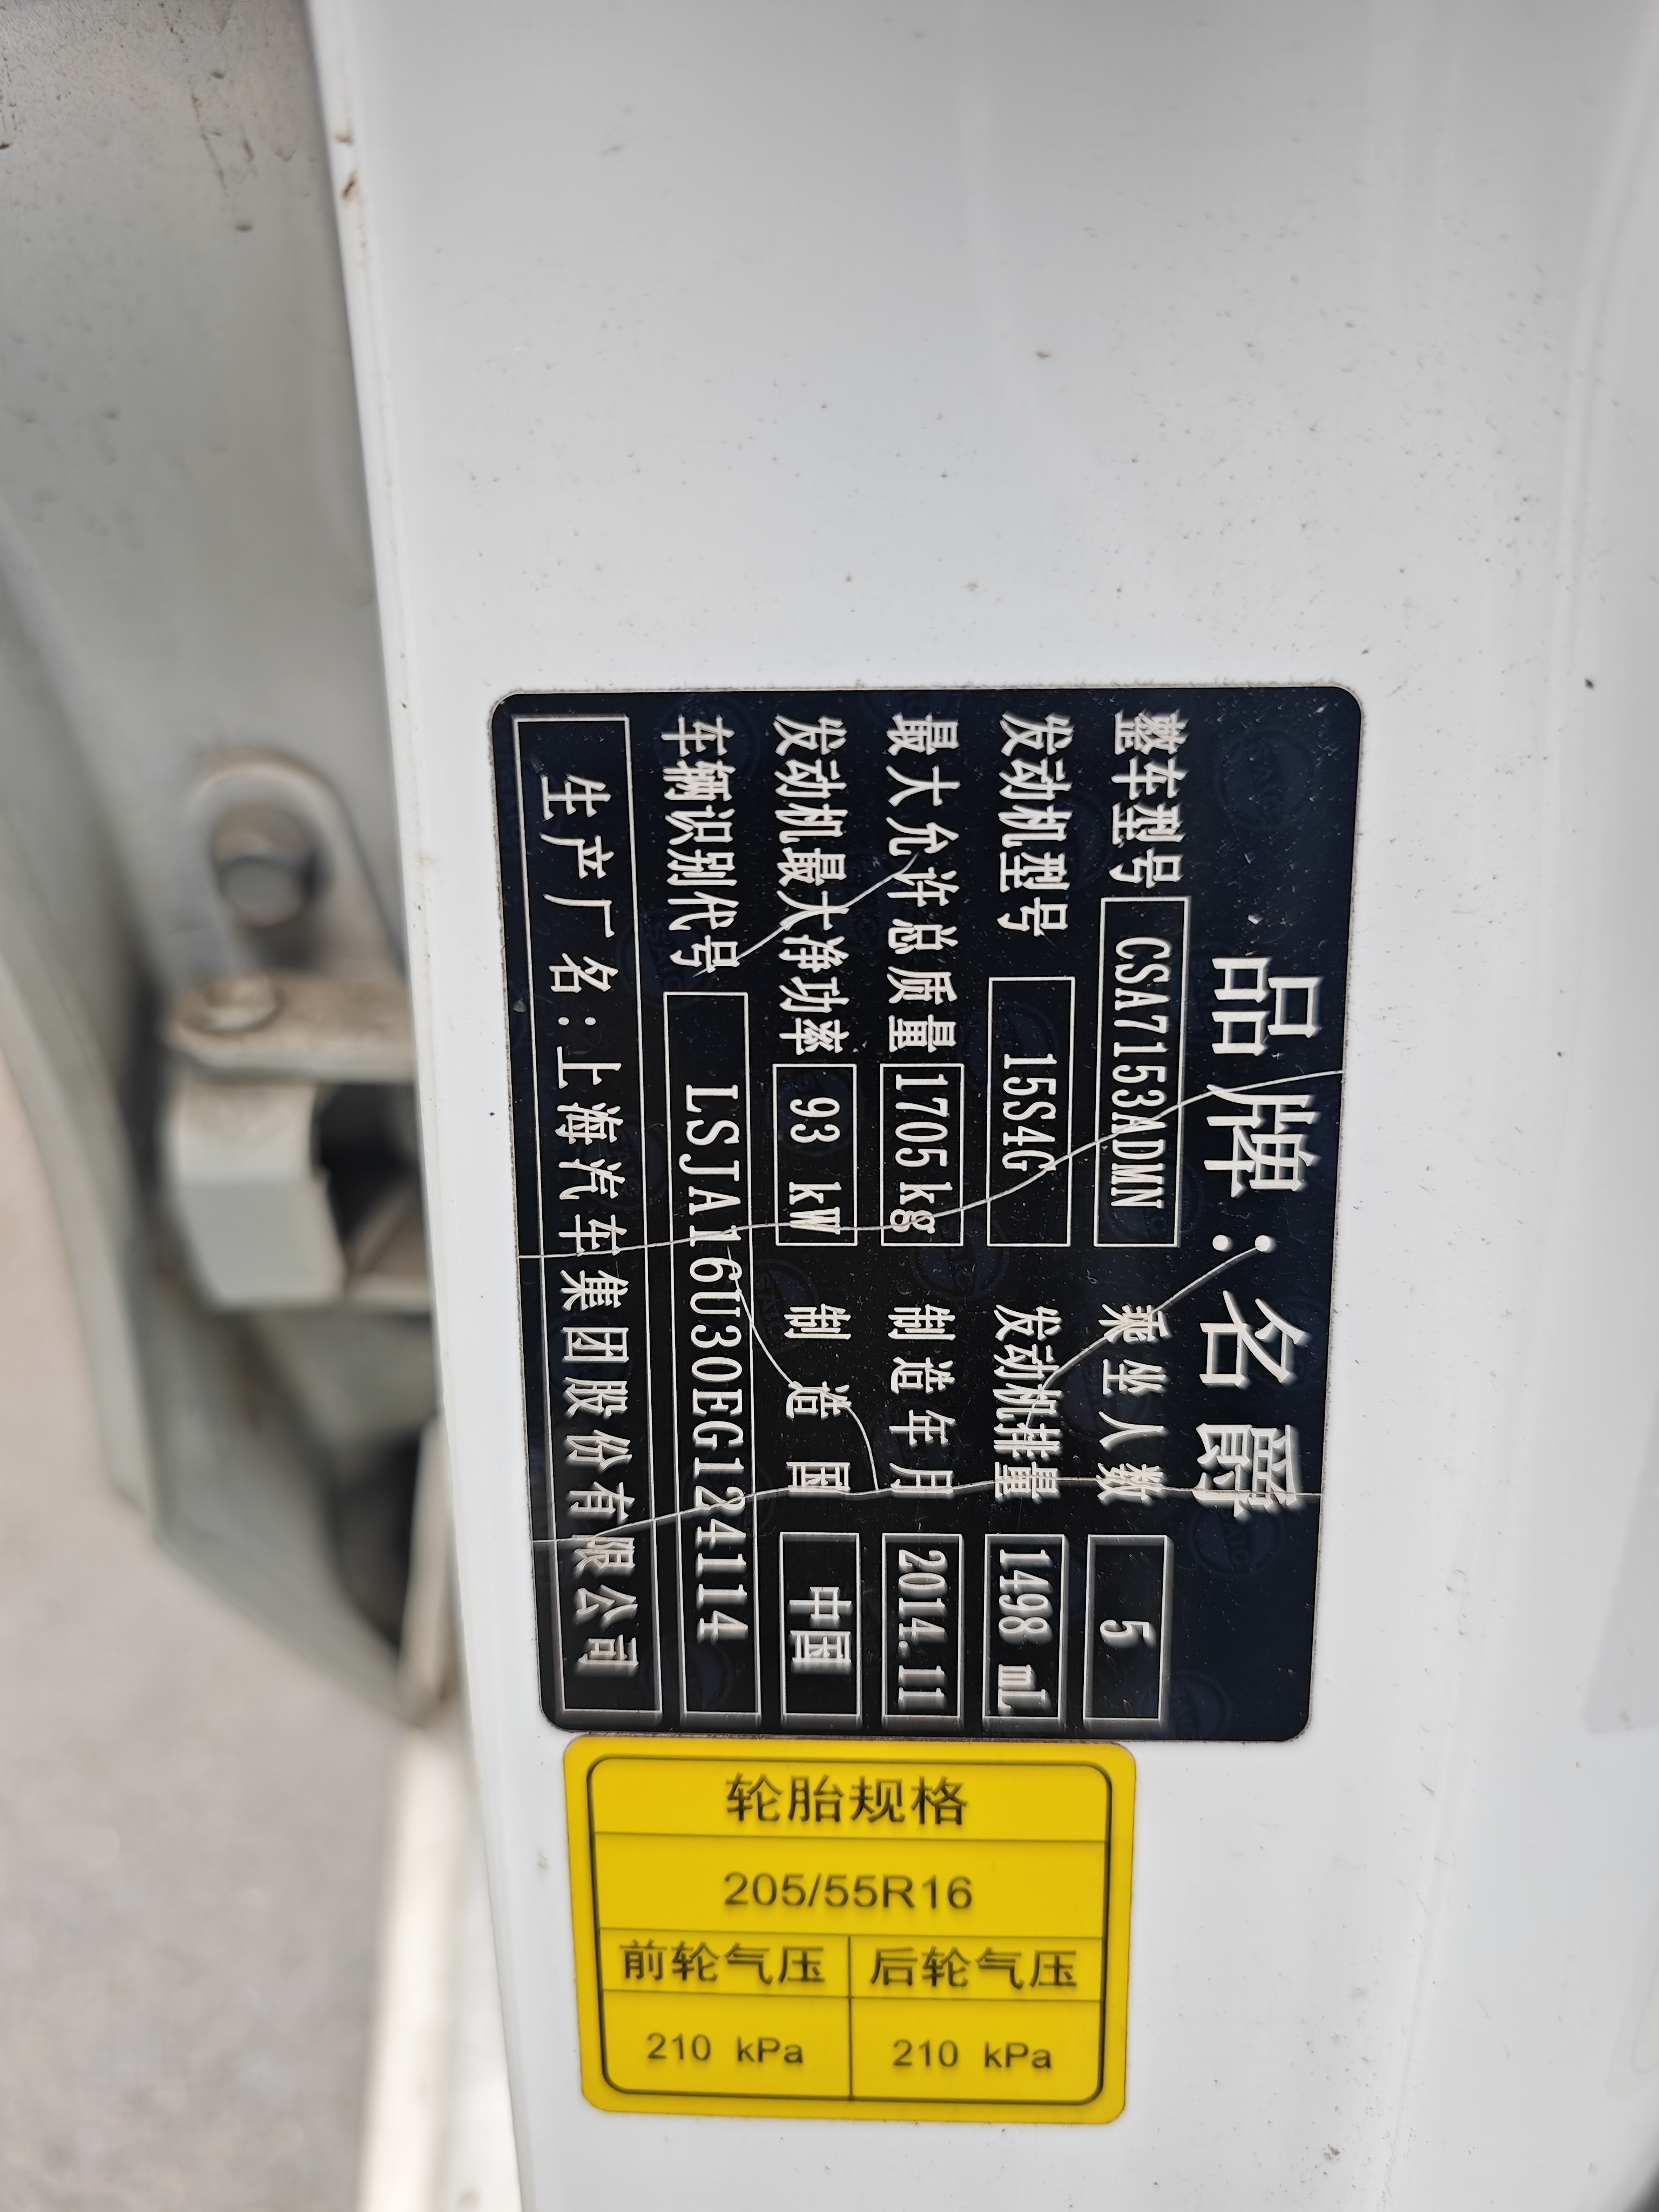 品牌：名爵
整车型号 CSA7153ADMN 乘坐人数 5
发动机型号 15S4G 发动机排量 1498 mL
最大允许总质量 1705kg 制造年月 2014.11
发动机最大净功率 93 kW 制造国 中国
车辆识别代号 LSJA16U30EG124114
生产厂名：上海汽车集团股份有限公司
轮胎规格
205/55R16
前轮气压 后轮气压
210 kPa 210 kPa